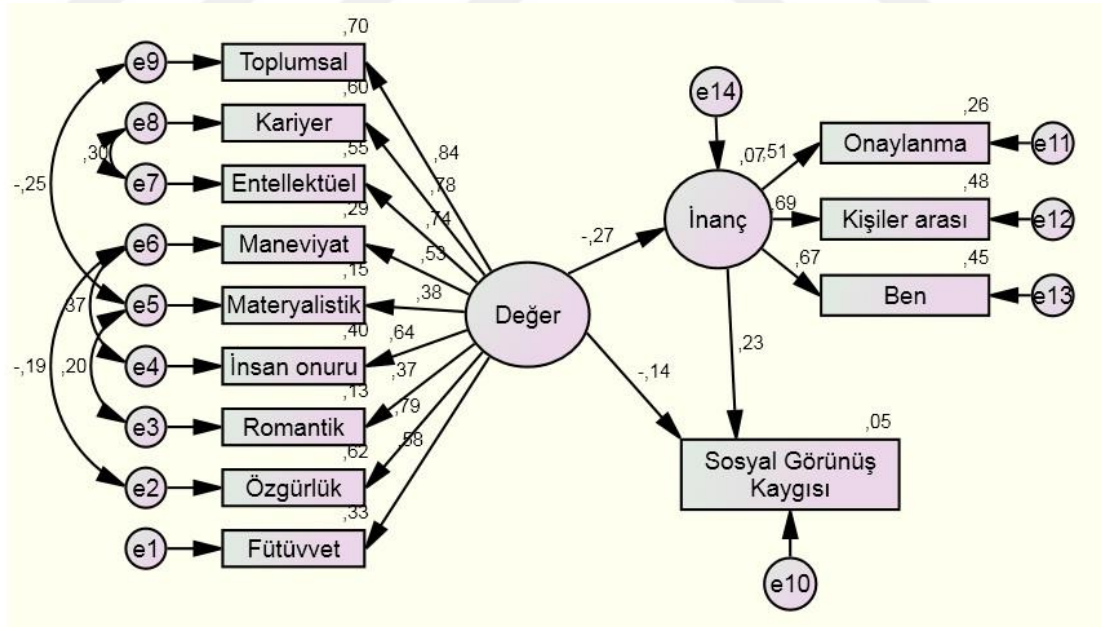 ,70
e9
Toplumsal
,60
e8
Kariyer
,30
,55
e7
Entellektüel
-,25
,29
e6
Maneviyat
,15
e5
Materyalistik
,37
,40
e4
İnsan onuru
-,19
,20
,13
e3
Romantik
,62
e2
Özgürlük
,33
e1
Fütüvvet
,84
,78
,74
,53
,38
,64
,37
,79
,58
Değer
-,27
-,14
e14
,07
İnanç
,51
,69
,67
,23
,26
Onaylanma
e11
,48
Kişiler arası
e12
,45
Ben
e13
,05
Sosyal Görünüş
Kaygısı
e10